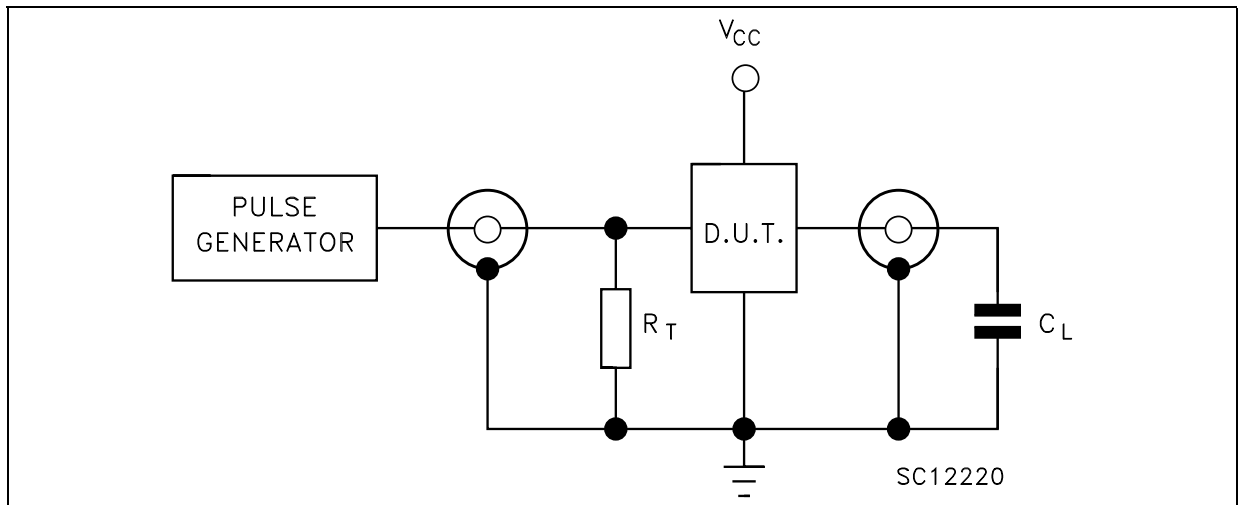 VCC
PULSE
GENERATOR
D.U.T.
RT
CL
SC12220